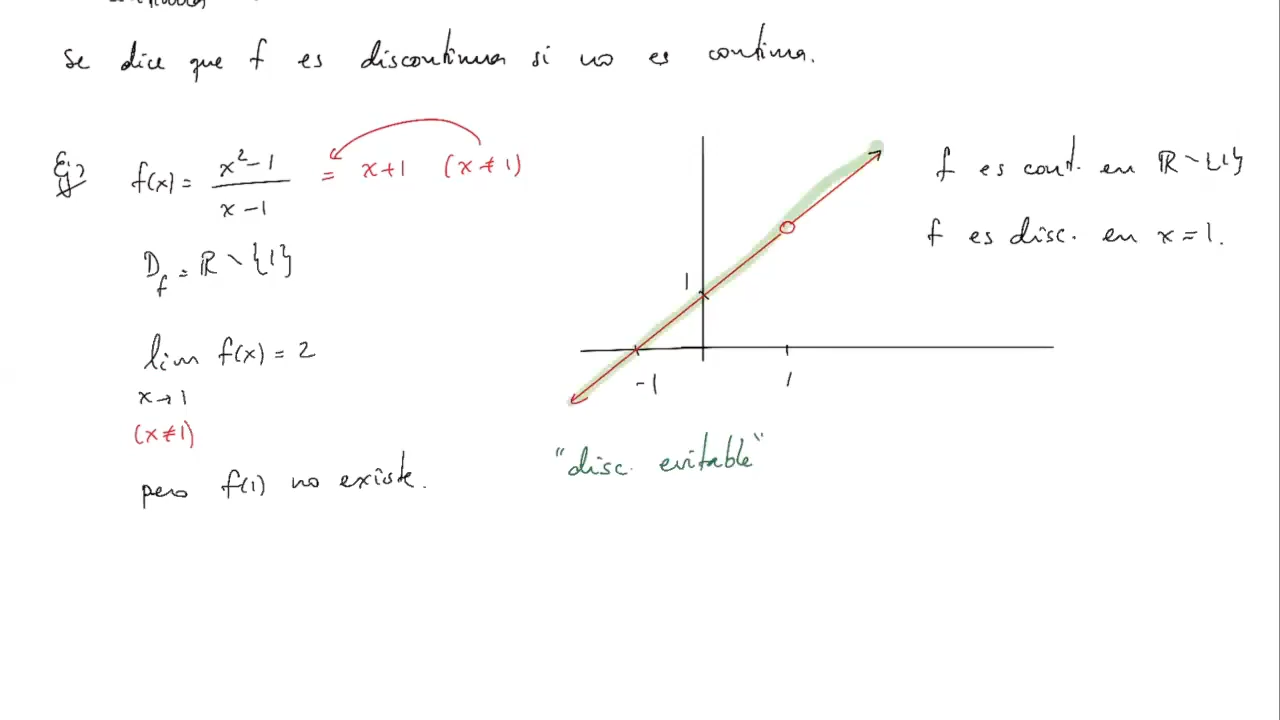 Se dice que f es discontinua si no es continua.
Ej> f(x) = x²-1 / x-1 = x+1 (x≠1)
D_f = ℝ \ {1}
lim f(x) = 2
x→1
(x≠1)
pero f(1) no existe.
1
-1 1
"disc. evitable"
f es cont. en ℝ \ {1}
f es disc. en x=1.